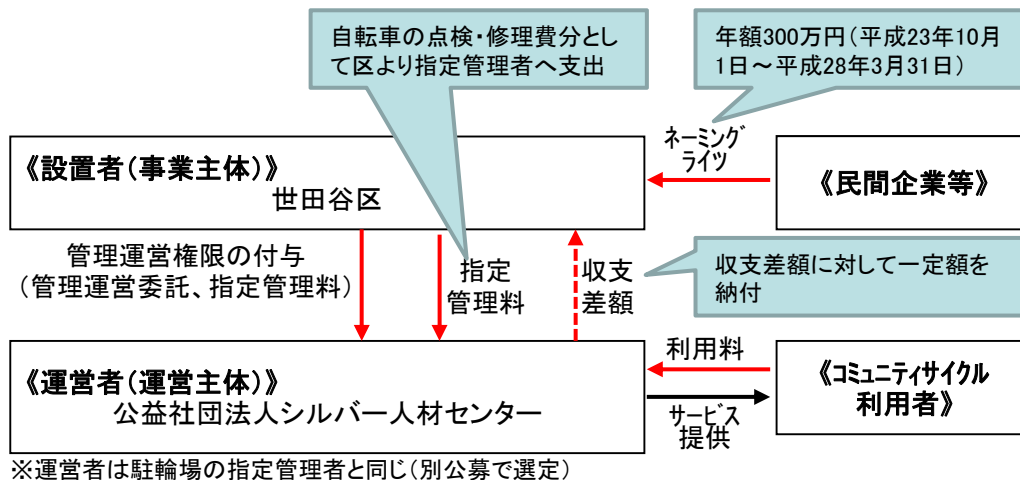 自転車の点検・修理費分とし
て区より指定管理者へ支出
年額300万円(平成23年10月
1日～平成28年3月31日)
ネーミング
ライツ
《設置者(事業主体)》
世田谷区
《民間企業等》
管理運営権限の付与
(管理運営委託、指定管理料)
指定
管理料
収支
差額
収支差額に対して一定額を
納付
《運営者(運営主体)》
公益社団法人シルバー人材センター
利用料
サービス
提供
《コミュニティサイクル
利用者》
※運営者は駐輪場の指定管理者と同じ(別公募で選定)